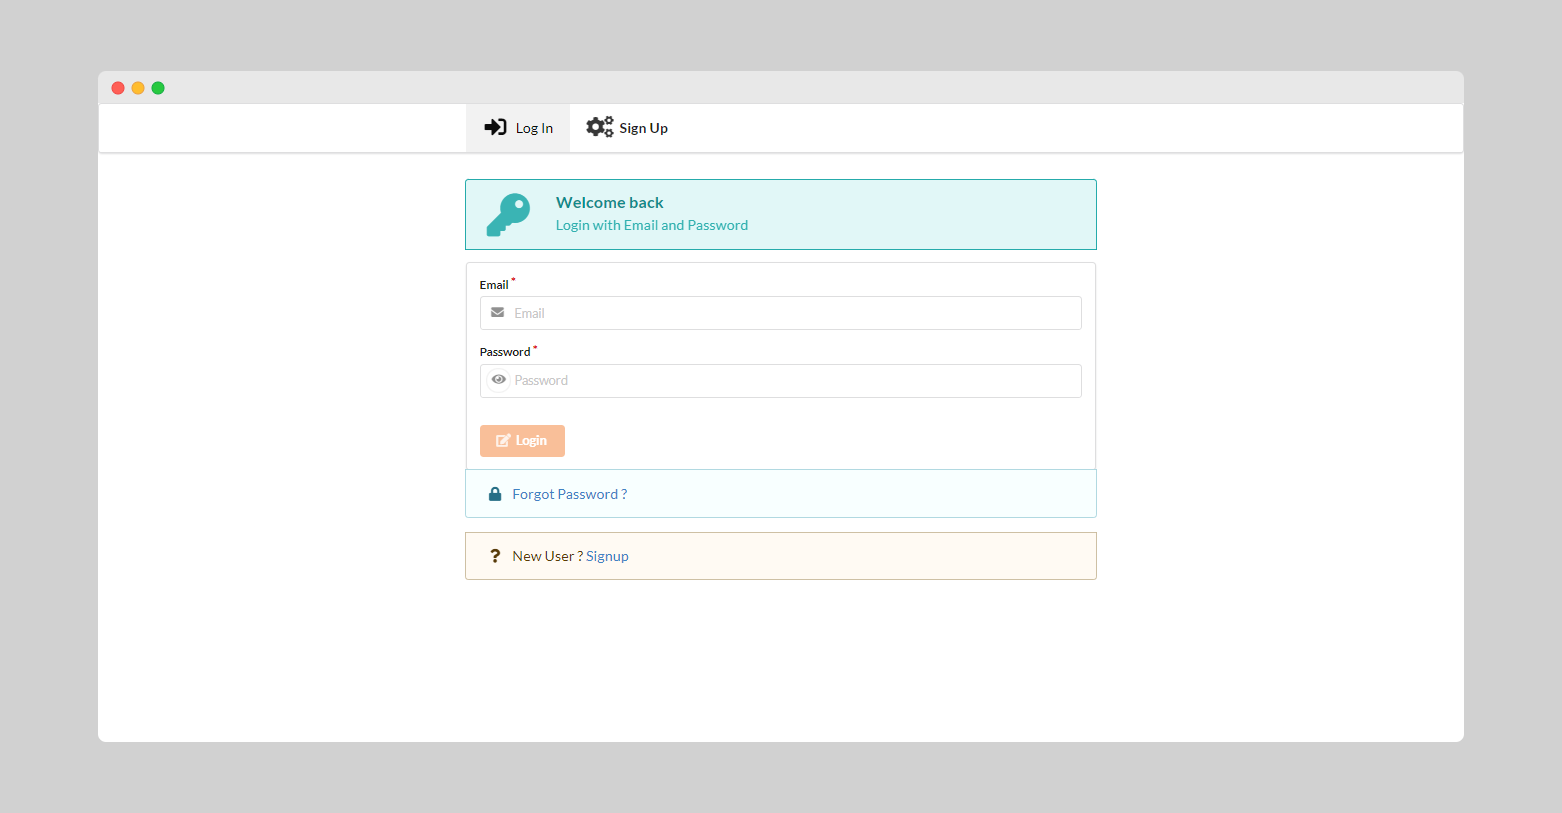 Log In Sign Up
Welcome back
Login with Email and Password
Email *
Email
Password *
Password
Login
Forgot Password ?
? New User ? Signup